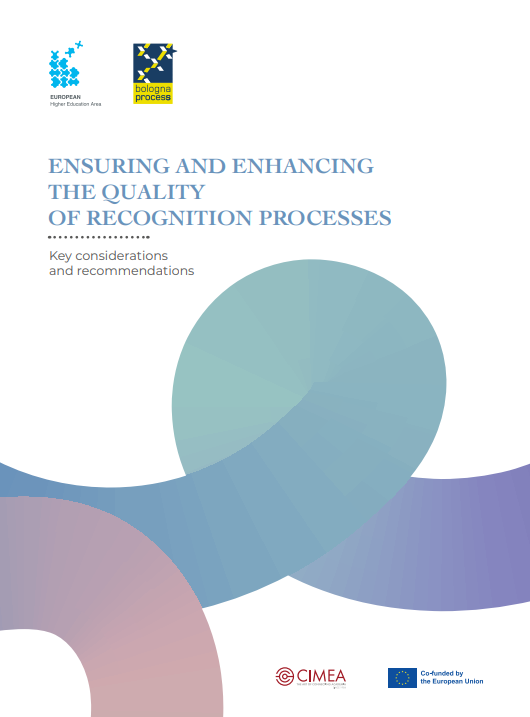 EUROPEAN
Higher Education Area
bologna
process
ENSURING AND ENHANCING
THE QUALITY
OF RECOGNITION PROCESSES
Key considerations
and recommendations
CIMEA
Co-funded by
the European Union